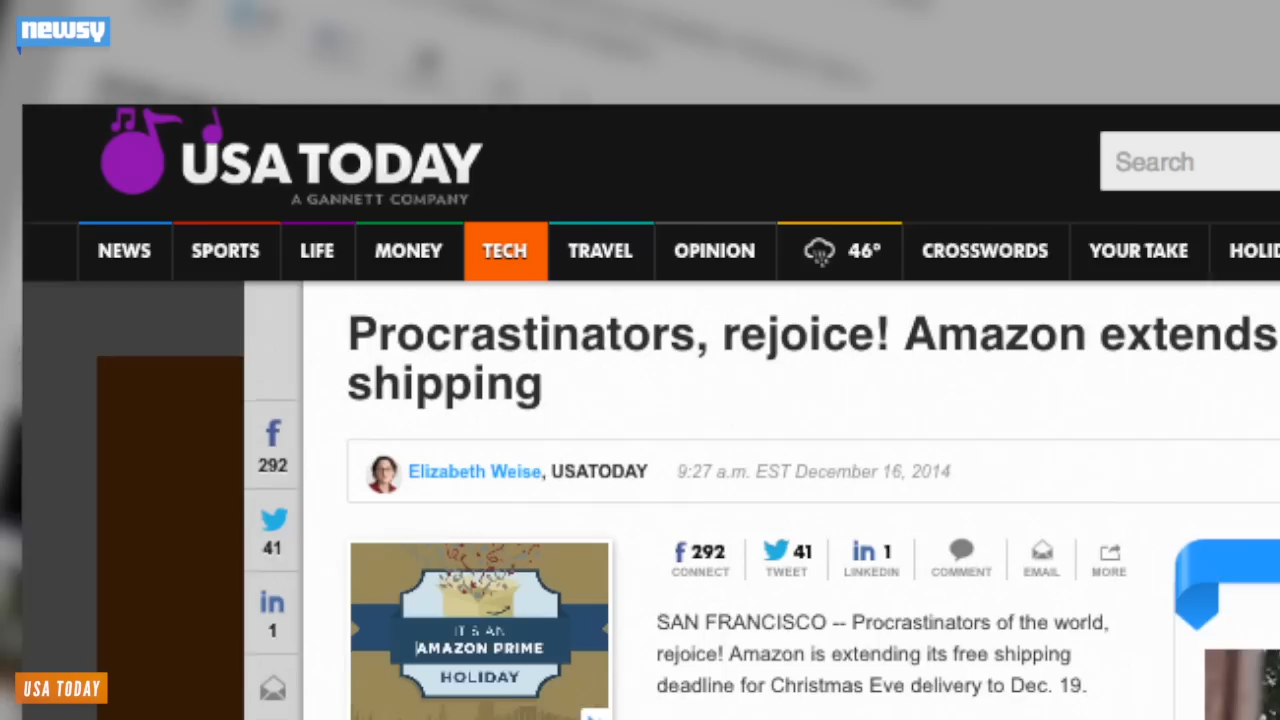 newsy
USA TODAY
A GANNETT COMPANY
Search
NEWS SPORTS LIFE MONEY TECH TRAVEL OPINION 46° CROSSWORDS YOUR TAKE HOLID
Procrastinators, rejoice! Amazon extends
shipping
Elizabeth Weise, USATODAY 9:27 a.m. EST December 16, 2014
f
292
41
in
1
f 292 41 in 1
CONNECT TWEET LINKEDIN COMMENT EMAIL MORE
IT'S AN
AMAZON PRIME
HOLIDAY
SAN FRANCISCO -- Procrastinators of the world,
rejoice! Amazon is extending its free shipping
deadline for Christmas Eve delivery to Dec. 19.
USA TODAY